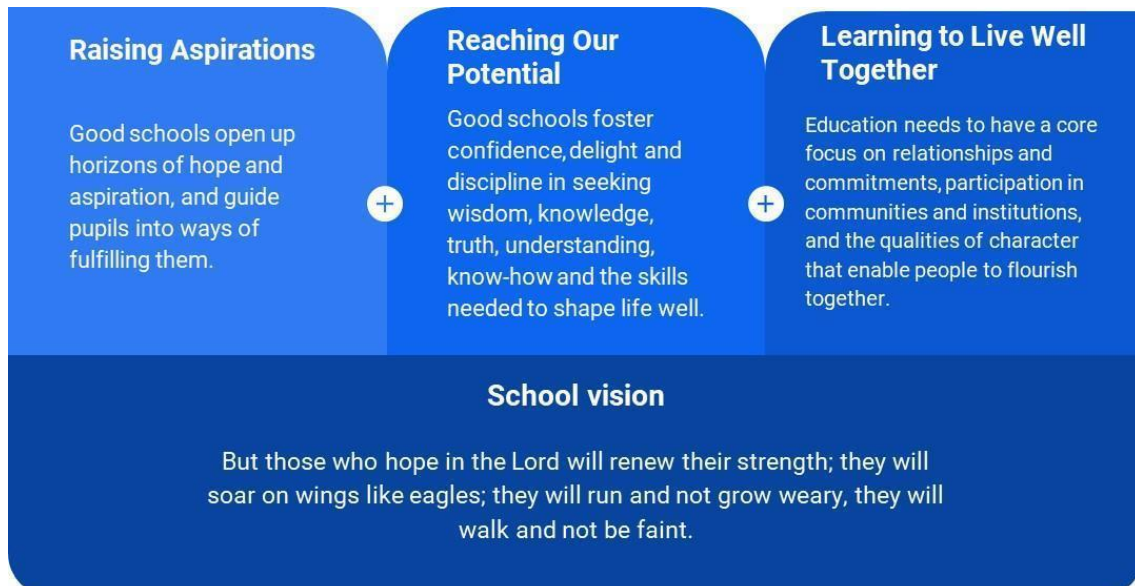 Raising Aspirations
Good schools open up
horizons of hope and
aspiration, and guide
pupils into ways of
fulfilling them.
+
Reaching Our
Potential
Good schools foster
confidence, delight and
discipline in seeking
wisdom, knowledge,
truth, understanding,
know-how and the skills
needed to shape life well.
+
Learning to Live Well
Together
Education needs to have a core
focus on relationships and
commitments, participation in
communities and institutions,
and the qualities of character
that enable people to flourish
together.
School vision
But those who hope in the Lord will renew their strength; they will
soar on wings like eagles; they will run and not grow weary, they will
walk and not be faint.